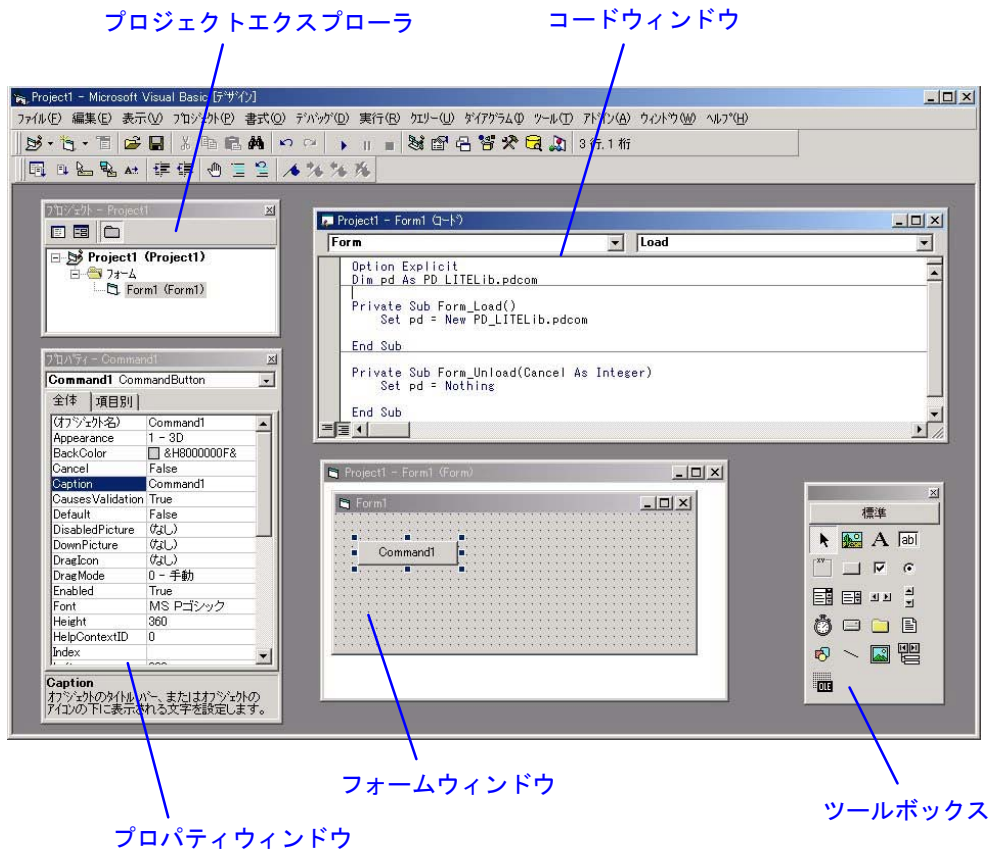 プロジェクトエクスプローラ
コードウィンドウ
Project1 - Microsoft Visual Basic [ﾃﾞｻﾞｲﾝ]
ﾌｧｲﾙ(F) 編集(E) 表示(V) ﾌﾟﾛｼﾞｪｸﾄ(P) 書式(O) ﾃﾞﾊﾞｯｸﾞ(D) 実行(R) ｸｴﾘｰ(U) ﾀﾞｲｱｸﾞﾗﾑ(I) ﾂｰﾙ(T) ｱﾄﾞｲﾝ(A) ｳｨﾝﾄﾞｳ(W) ﾍﾙﾌﾟ(H)
3 行, 1 桁
ﾌﾟﾛｼﾞｪｸﾄ - Project1
Project1 (Project1)
ﾌｫｰﾑ
Form1 (Form1)
Project1 - Form1 (ｺｰﾄﾞ)
Form
Load
Option Explicit
Dim pd As PD_LITELib.pdcom
Private Sub Form_Load()
Set pd = New PD_LITELib.pdcom
End Sub
Private Sub Form_Unload(Cancel As Integer)
Set pd = Nothing
End Sub
ﾌﾟﾛﾊﾟﾃｨ - Command1
Command1 CommandButton
全体
項目別
(ｵﾌﾞｼﾞｪｸﾄ名) Command1
Appearance 1 - 3D
BackColor &H8000000F&
Cancel False
Caption Command1
CausesValidation True
Default False
DisabledPicture (なし)
DownPicture (なし)
DragIcon (なし)
DragMode 0 - 手動
Enabled True
Font MS Pゴシック
Height 360
HelpContextID 0
Index
Caption
ｵﾌﾞｼﾞｪｸﾄのﾀｲﾄﾙ ﾊﾞｰ、またはｵﾌﾞｼﾞｪｸﾄの
ｱｲｺﾝの下に表示される文字を設定します。
Project1 - Form1 (Form)
Form1
Command1
標準
A
ab
xy
OLE
フォームウィンドウ
ツールボックス
プロパティウィンドウ